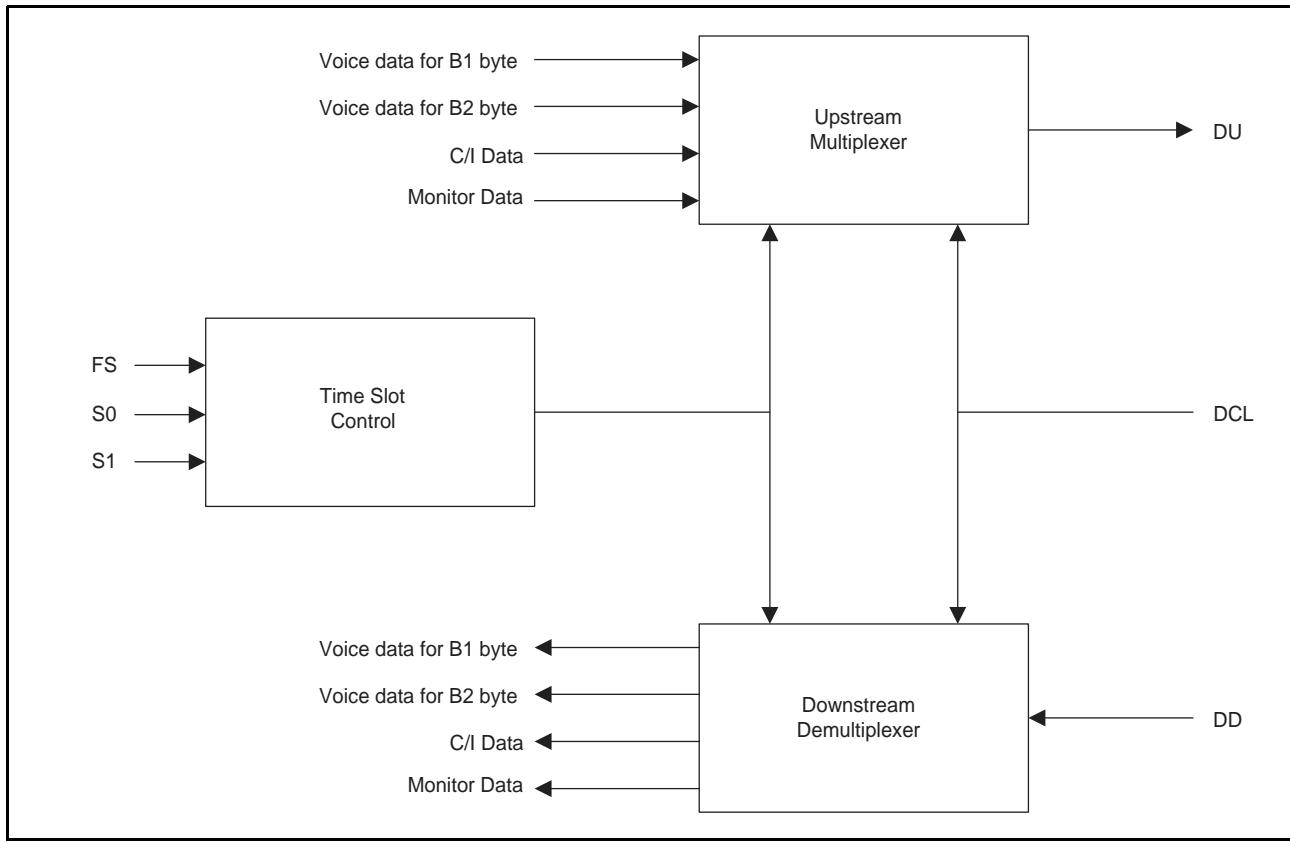 Voice data for B1 byte
Voice data for B2 byte
C/I Data
Monitor Data
Upstream
Multiplexer
DU
FS
S0
S1
Time Slot
Control
DCL
Voice data for B1 byte
Voice data for B2 byte
C/I Data
Monitor Data
Downstream
Demultiplexer
DD